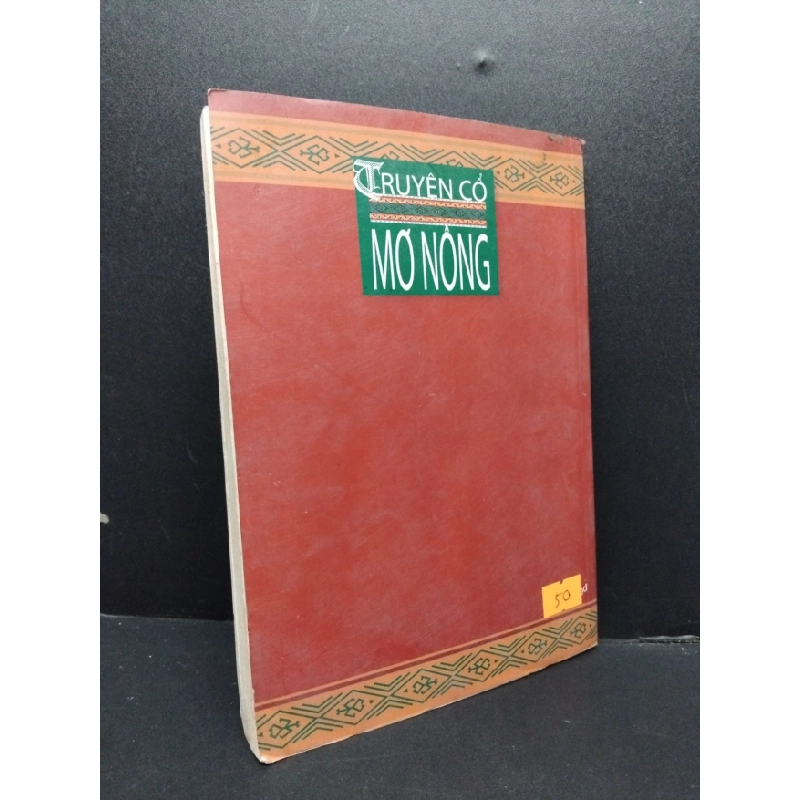 TRUYỆN CỔ
MƠ NÔNG
50
đ